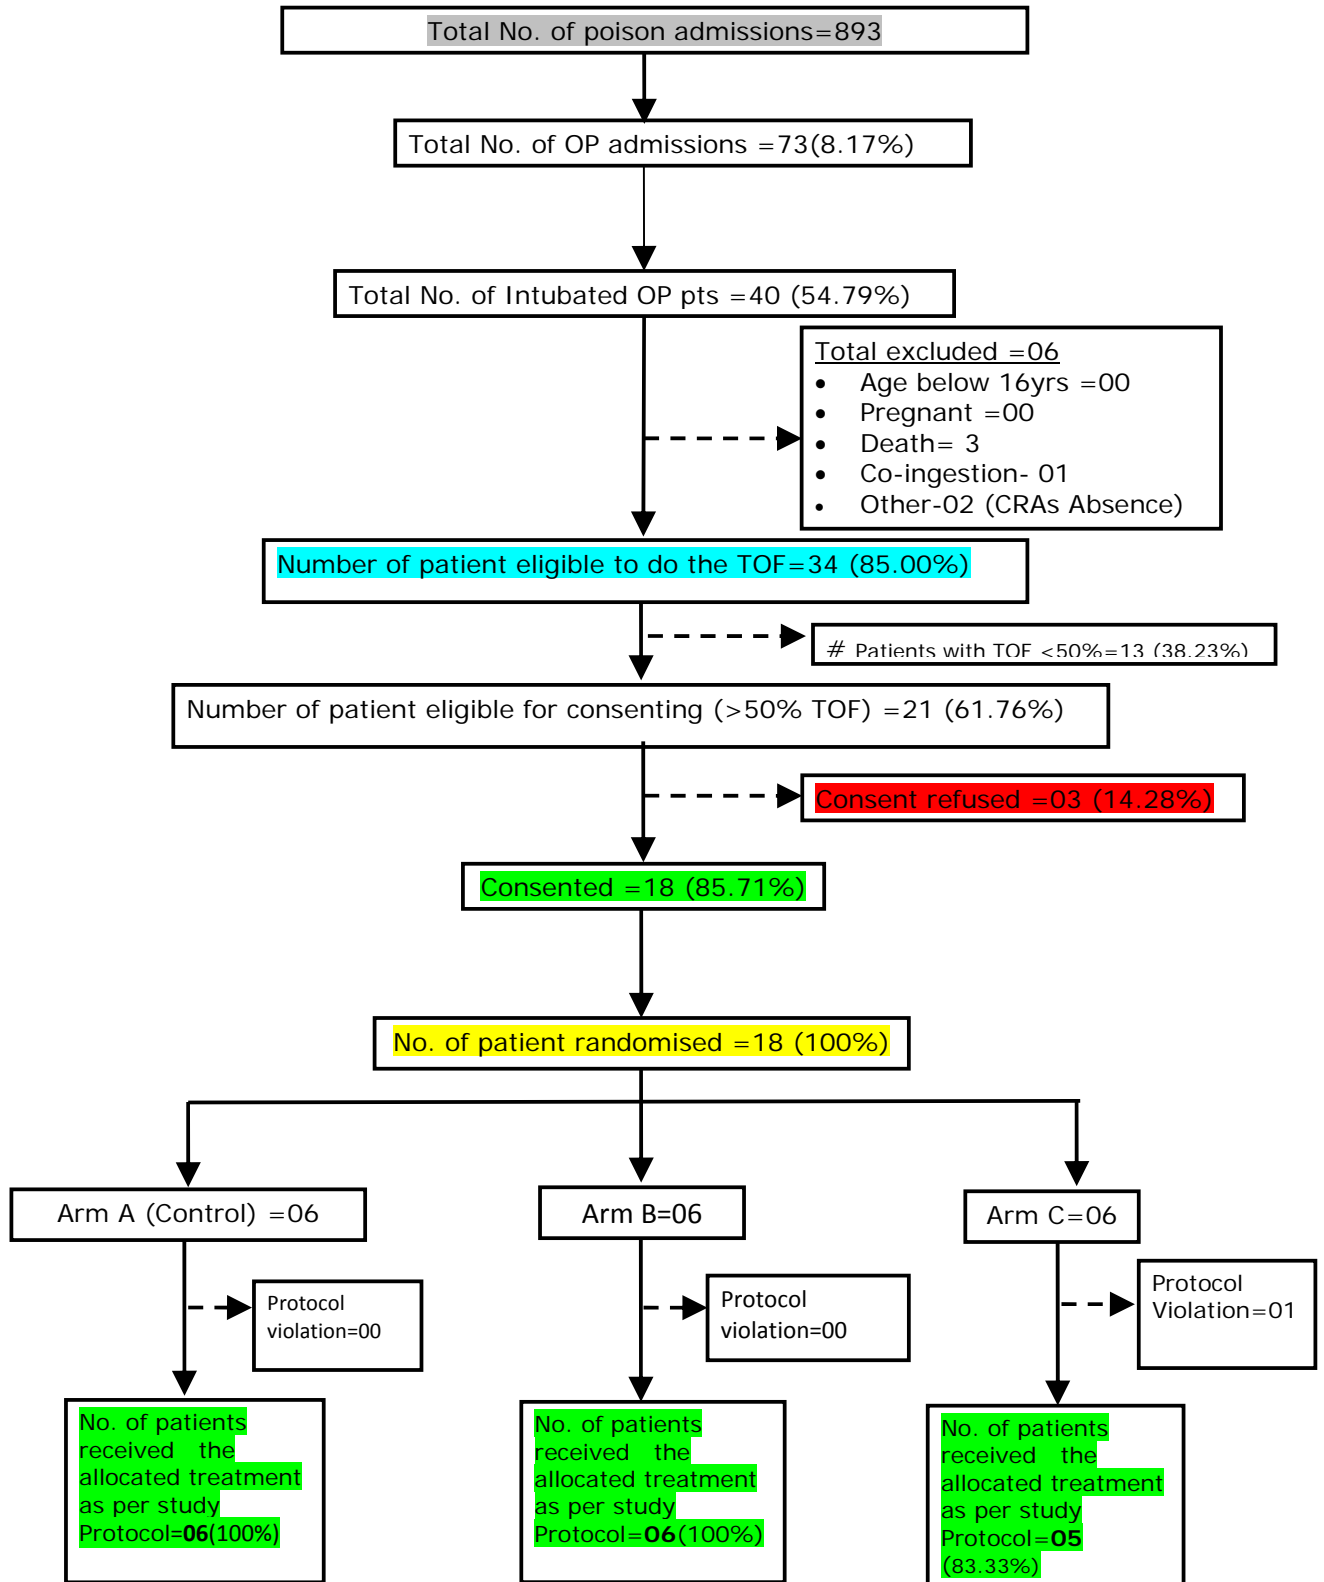 Total No. of poison admissions=893
Total No. of OP admissions =73(8.17%)
Total No. of Intubated OP pts =40 (54.79%)
Total excluded =06
• Age below 16yrs =00
• Pregnant =00
• Death= 3
• Co-ingestion- 01
• Other-02 (CRAs Absence)
Number of patient eligible to do the TOF=34 (85.00%)
# Patients with TOF <50%=13 (38.23%)
Number of patient eligible for consenting (>50% TOF) =21 (61.76%)
Consent refused =03 (14.28%)
Consented =18 (85.71%)
No. of patient randomised =18 (100%)
Arm A (Control) =06
Arm B=06
Arm C=06
Protocol
violation=00
Protocol
violation=00
Protocol
Violation=01
No. of patients
received the
allocated treatment
as per study
Protocol=06(100%)
No. of patients
received the
allocated treatment
as per study
Protocol=06(100%)
No. of patients
received the
allocated treatment
as per study
Protocol=05
(83.33%)